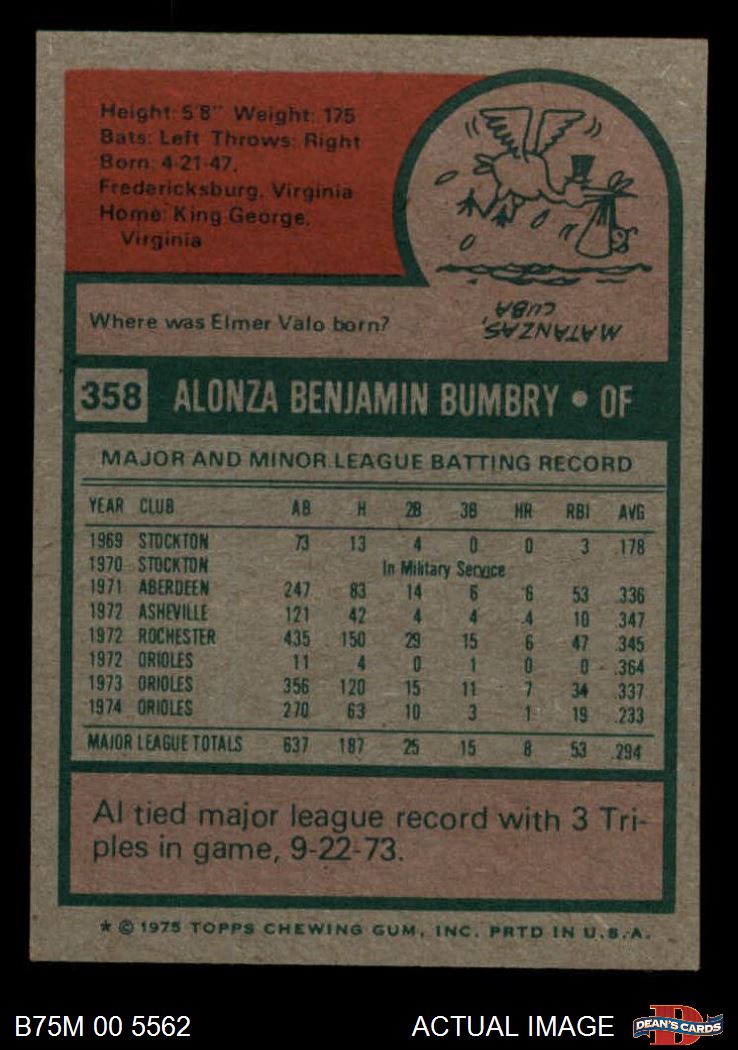 Height: 5'8" Weight: 175
Bats: Left Throws: Right
Born: 4-21-47,
Fredericksburg, Virginia
Home: King George,
Virginia
Where was Elmer Valo born?
MATANZAS,
CUBA
358 ALONZA BENJAMIN BUMBRY • OF
MAJOR AND MINOR LEAGUE BATTING RECORD
YEAR CLUB AB H 2B 3B HR RBI AVG
1969 STOCKTON 73 13 4 0 0 3 .178
1970 STOCKTON In Military Service
1971 ABERDEEN 247 83 14 6 6 53 .336
1972 ASHEVILLE 121 42 4 4 4 10 .347
1972 ROCHESTER 435 150 29 15 6 47 .345
1972 ORIOLES 11 4 0 1 0 0 .364
1973 ORIOLES 356 120 15 11 7 34 .337
1974 ORIOLES 270 63 10 3 1 19 .233
MAJOR LEAGUE TOTALS 637 187 25 15 8 53 .294
Al tied major league record with 3 Tri-
ples in game, 9-22-73.
* © 1975 TOPPS CHEWING GUM, INC. PRTD IN U.S.A.
B75M 00 5562 ACTUAL IMAGE DEAN'S CARDS